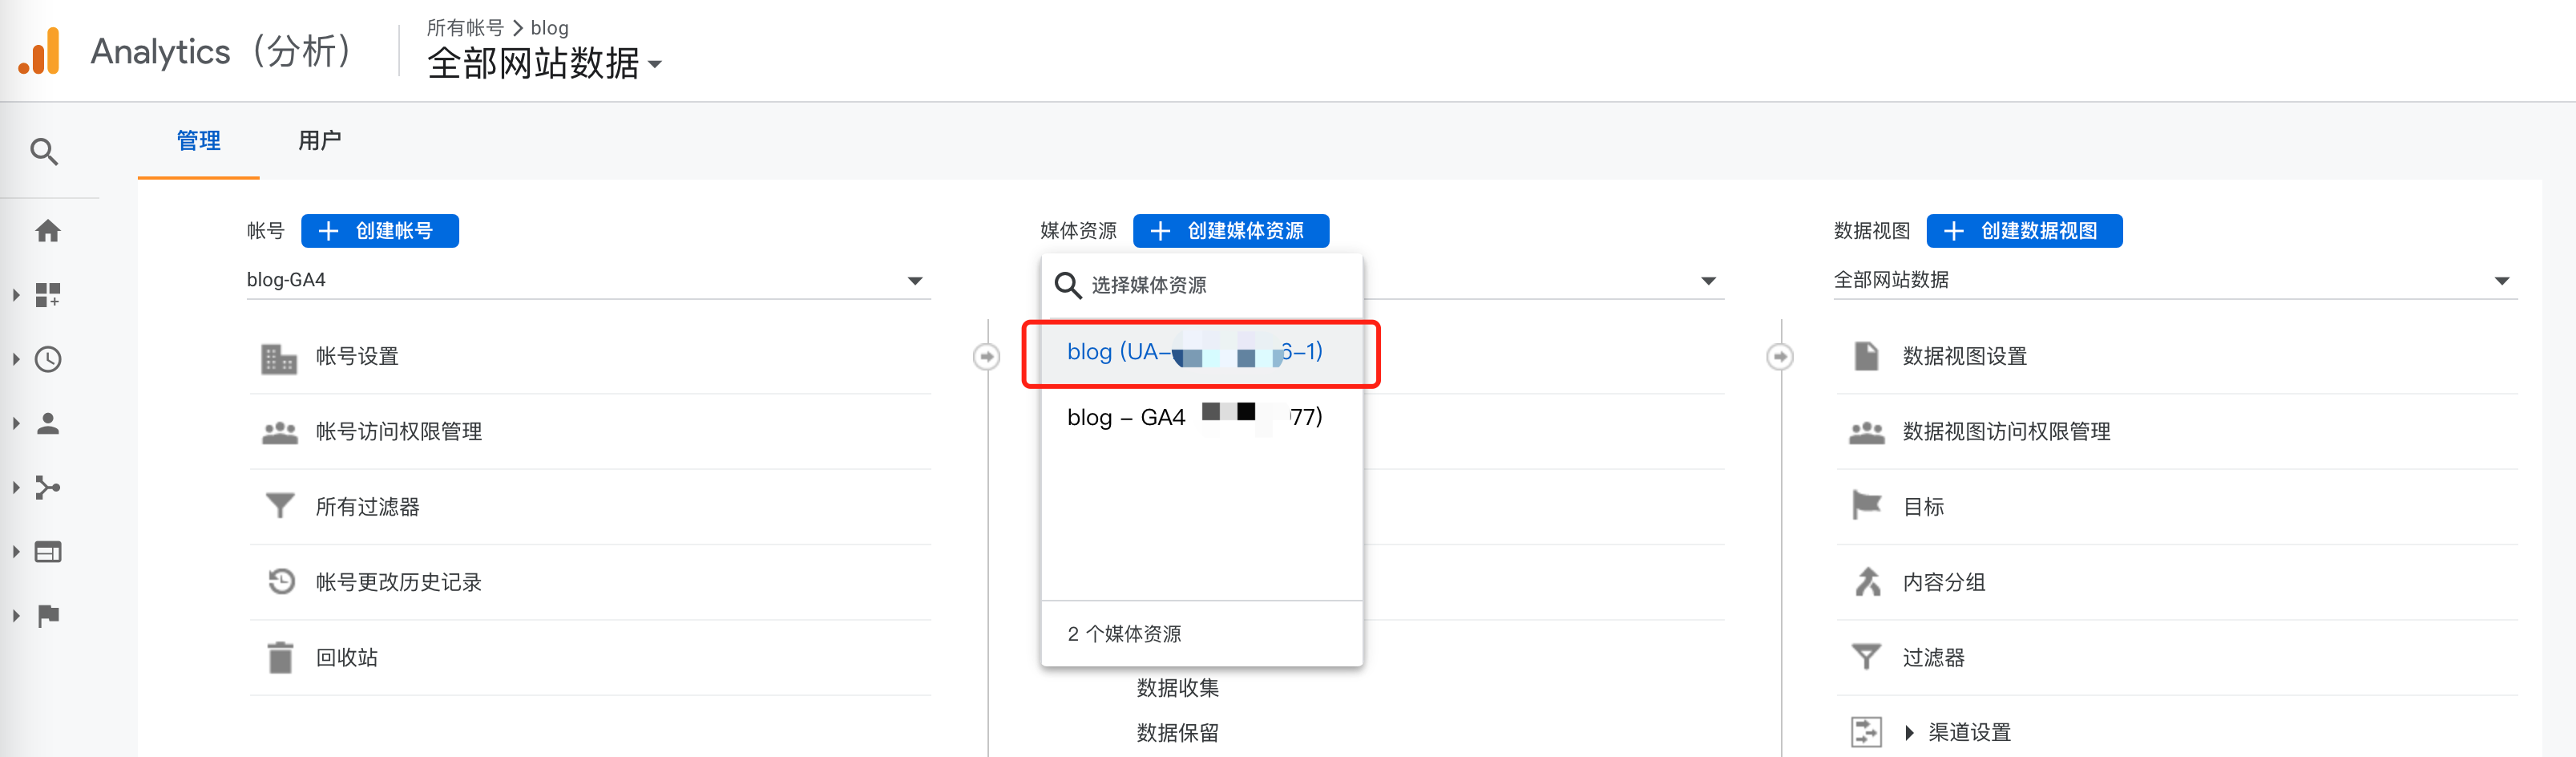 Analytics（分析）
所有帐号 > blog
全部网站数据
管理
用户
帐号
创建帐号
blog-GA4
帐号设置
帐号访问权限管理
所有过滤器
帐号更改历史记录
回收站
媒体资源
创建媒体资源
选择媒体资源
blog (UA-6-1)
blog - GA4 77)
2 个媒体资源
数据收集
数据保留
数据视图
创建数据视图
全部网站数据
数据视图设置
数据视图访问权限管理
目标
内容分组
过滤器
渠道设置